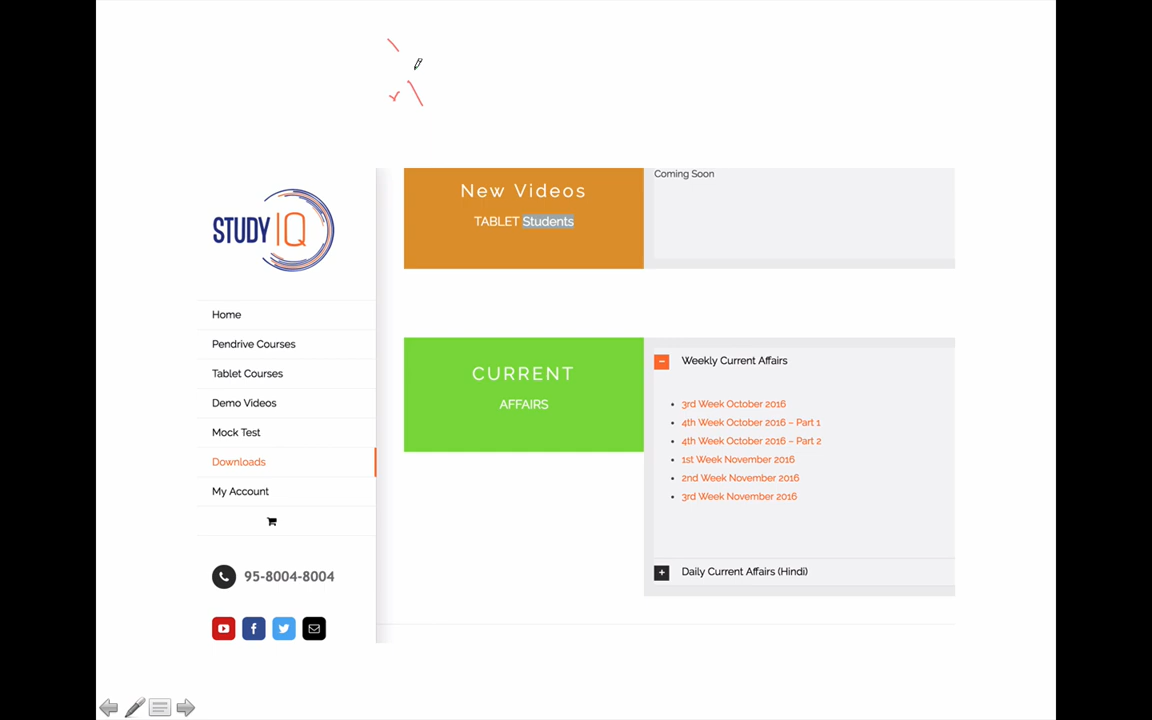 STUDY IQ
Home
Pendrive Courses
Tablet Courses
Demo Videos
Mock Test
Downloads
My Account
95-8004-8004
New Videos
TABLET Students
Coming Soon
CURRENT
AFFAIRS
Weekly Current Affairs
3rd Week October 2016
4th Week October 2016 – Part 1
4th Week October 2016 – Part 2
1st Week November 2016
2nd Week November 2016
3rd Week November 2016
Daily Current Affairs (Hindi)